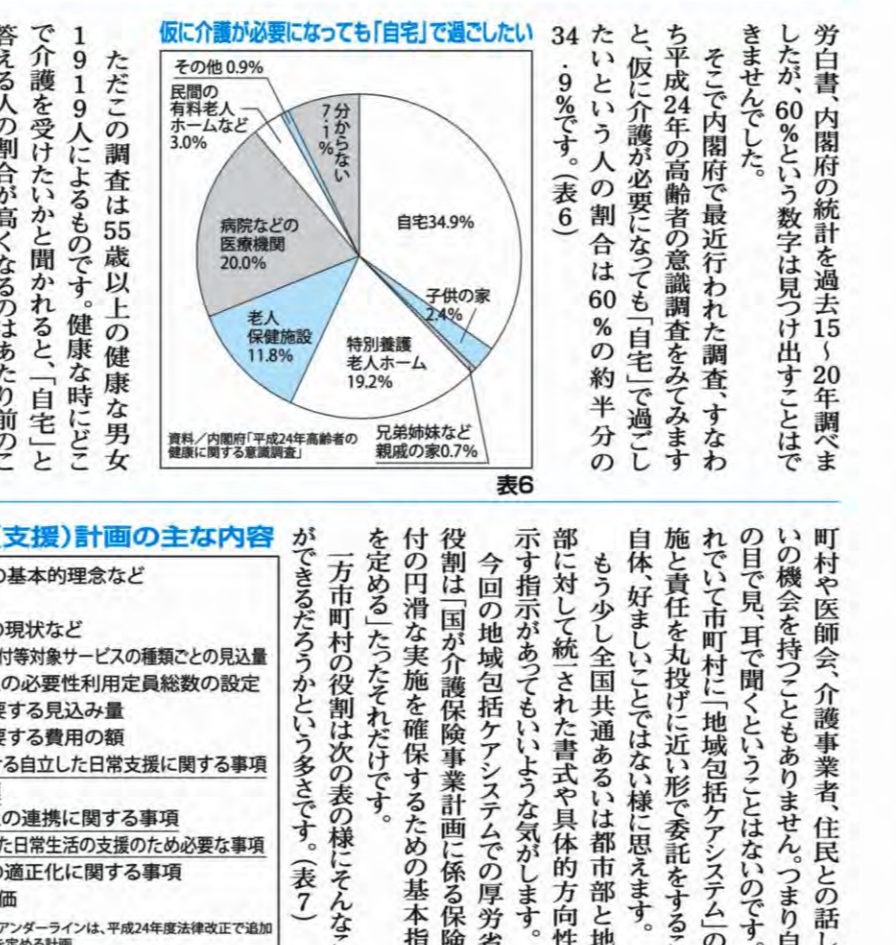 労白書、内閣府の統計を過去15～20年調べま
したが、60％という数字は見つけ出すことはで
きませんでした。
そこで内閣府で最近行われた調査、すなわ
ち平成24年の高齢者の意識調査をみてみます
と、仮に介護が必要になっても「自宅」で過ごし
たいという人の割合は60％の約半分の
34．9％です。（表6）
仮に介護が必要になっても「自宅」で過ごしたい
その他 0.9%
民間の
有料老人
ホームなど
3.0%
分からない
7.1%
自宅34.9%
病院などの
医療機関
20.0%
子供の家
2.4%
老人
保健施設
11.8%
特別養護
老人ホーム
19.2%
兄弟姉妹など
親戚の家0.7%
資料／内閣府「平成24年高齢者の
健康に関する意識調査」
表6
ただこの調査は55歳以上の健康な男女
1919人によるものです。健康な時にどこ
で介護を受けたいかと聞かれると、「自宅」と
答える人の割合が高くなるのはあたり前のこ
町村や医師会、介護事業者、住民との話し
いの機会を持つこともありません。つまり自
の目で見、耳で聞くということはないのです。
れでいて市町村に「地域包括ケアシステム」の
施と責任を丸投げに近い形で委託をするこ
自体、好ましいことではない様に思えます。
もう少し全国共通あるいは都市部と地
部に対して統一された書式や具体的方向性
示す指示があってもいいような気がします。
今回の地域包括ケアシステムでの厚労省
役割は「国が介護保険事業計画に係る保険
付の円滑な実施を確保するための基本指
を定める」たったそれだけです。
一方市町村の役割は次の表の様にそんなこ
ができるだろうかという多さです。（表7）
（支援）計画の主な内容
の基本的理念など
の現状など
付等対象サービスの種類ごとの見込量
の必要性利用定員総数の設定
要する見込み量
要する費用の額
る自立した日常支援に関する事項
の連携に関する事項
た日常生活の支援のため必要な事項
の適正化に関する事項
価
アンダーラインは、平成24年度法律改正で追加
を定める計画